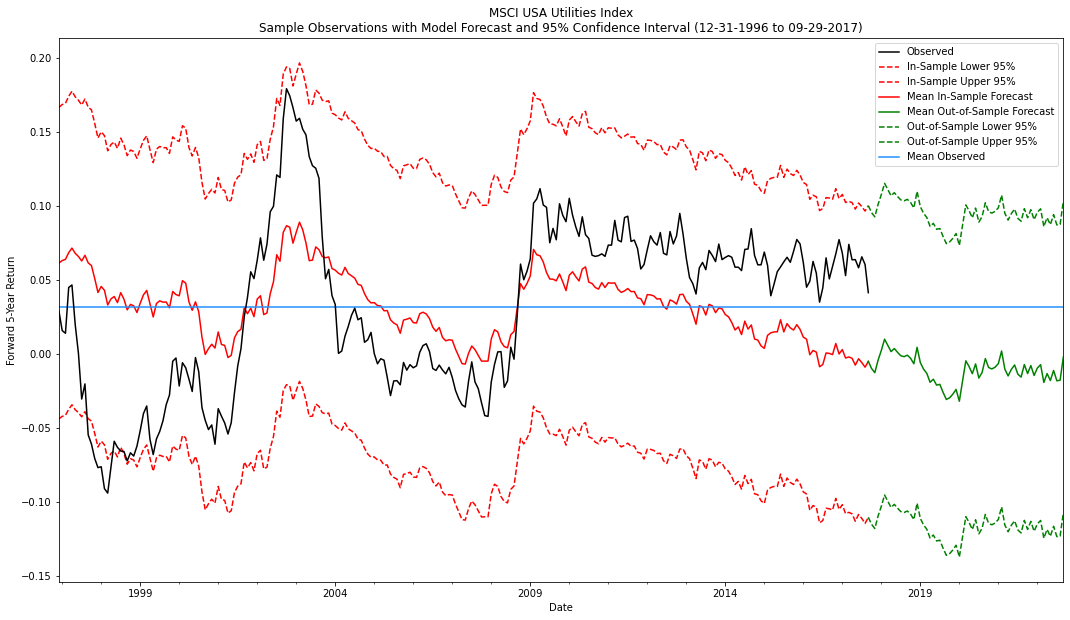 MSCI USA Utilities Index
Sample Observations with Model Forecast and 95% Confidence Interval (12-31-1996 to 09-29-2017)
Observed
In-Sample Lower 95%
In-Sample Upper 95%
Mean In-Sample Forecast
Mean Out-of-Sample Forecast
Out-of-Sample Lower 95%
Out-of-Sample Upper 95%
Mean Observed
Forward 5-Year Return
0.20
0.15
0.10
0.05
0.00
−0.05
−0.10
−0.15
1999
2004
2009
2014
2019
Date